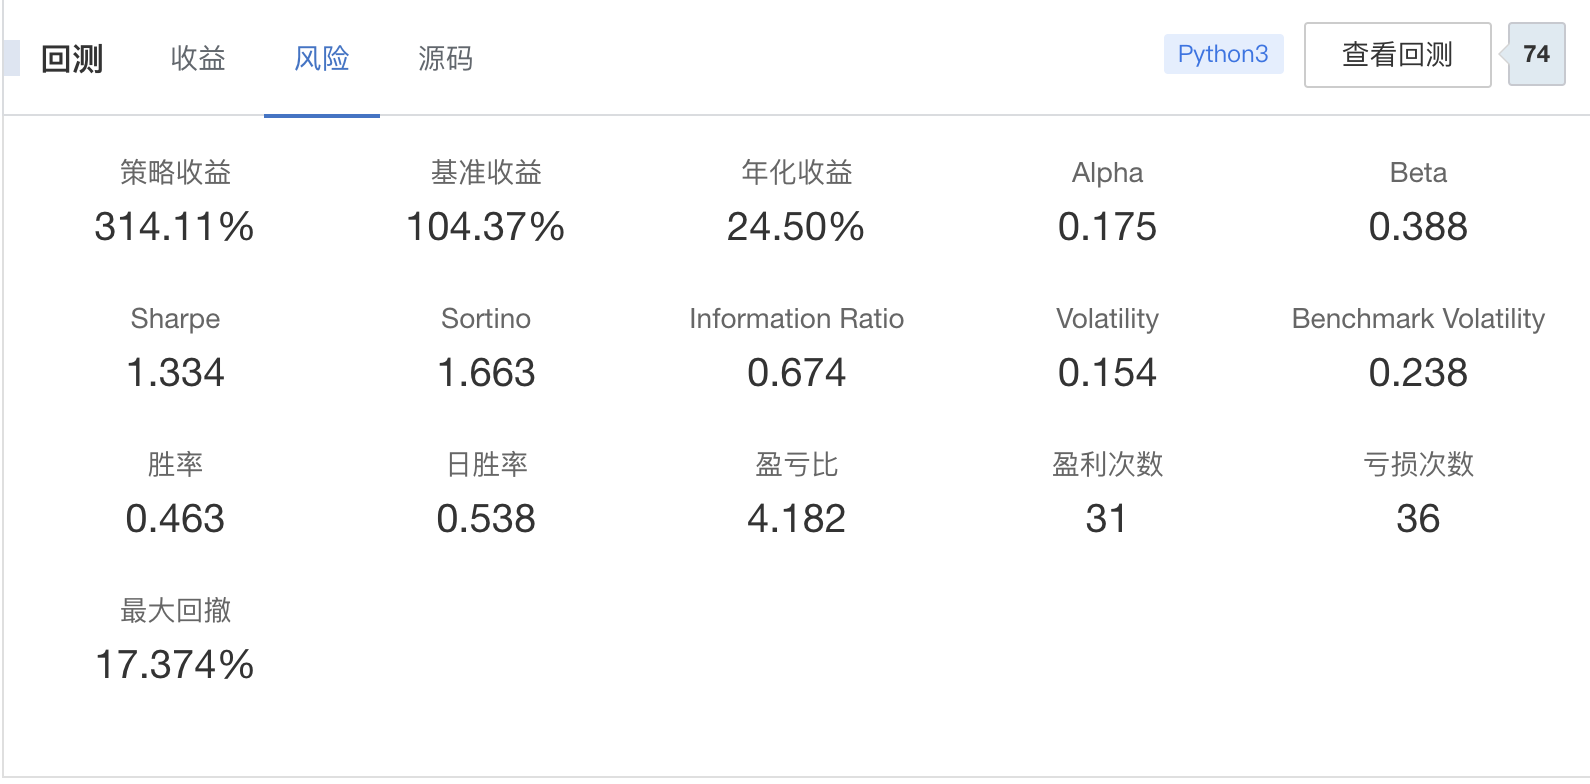 回测 收益 风险 源码 Python3 查看回测 74
策略收益 基准收益 年化收益 Alpha Beta
314.11% 104.37% 24.50% 0.175 0.388
Sharpe Sortino Information Ratio Volatility Benchmark Volatility
1.334 1.663 0.674 0.154 0.238
胜率 日胜率 盈亏比 盈利次数 亏损次数
0.463 0.538 4.182 31 36
最大回撤
17.374%